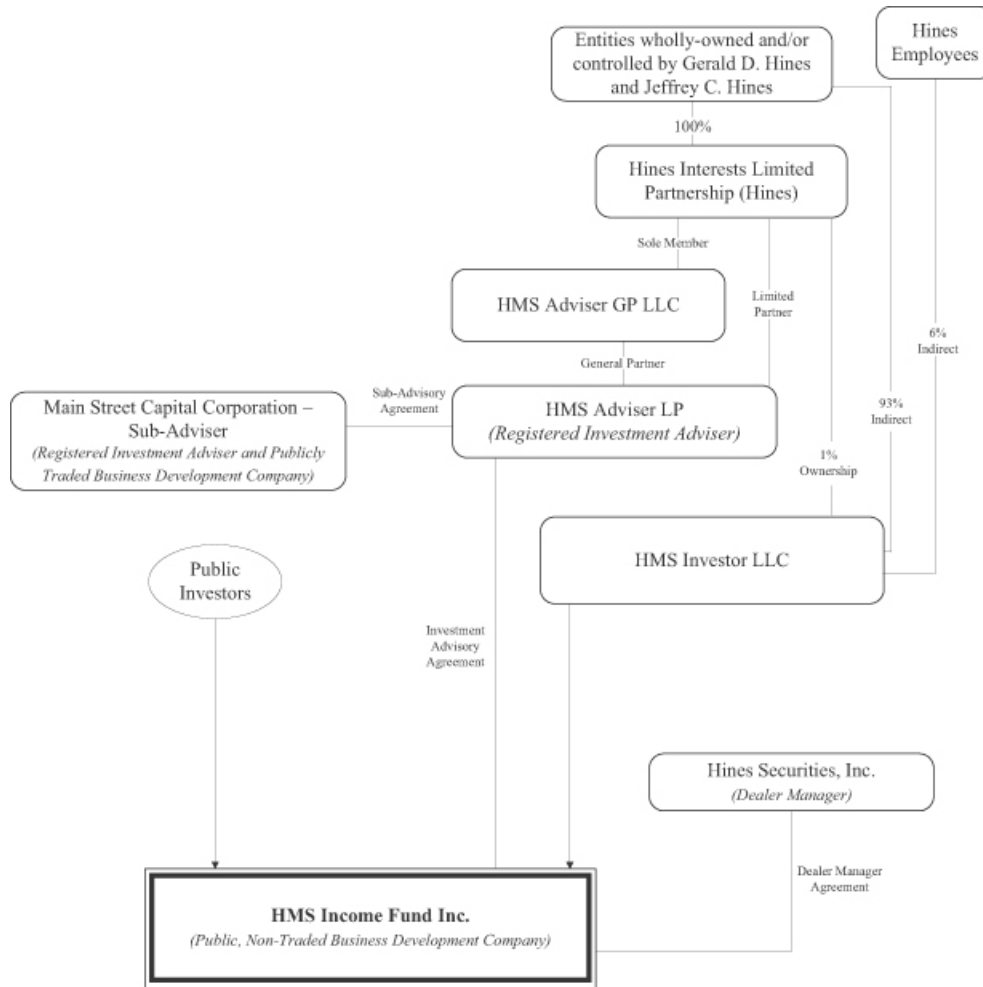 Entities wholly-owned and/or
controlled by Gerald D. Hines
and Jeffrey C. Hines
Hines
Employees
100%
Hines Interests Limited
Partnership (Hines)
Sole Member
HMS Adviser GP LLC
Limited
Partner
6%
Indirect
General Partner
Main Street Capital Corporation –
Sub-Adviser
(Registered Investment Adviser and Publicly
Traded Business Development Company)
Sub-Advisory
Agreement
HMS Adviser LP
(Registered Investment Adviser)
93%
Indirect
1%
Ownership
HMS Investor LLC
Public
Investors
Investment
Advisory
Agreement
Hines Securities, Inc.
(Dealer Manager)
Dealer Manager
Agreement
HMS Income Fund Inc.
(Public, Non-Traded Business Development Company)